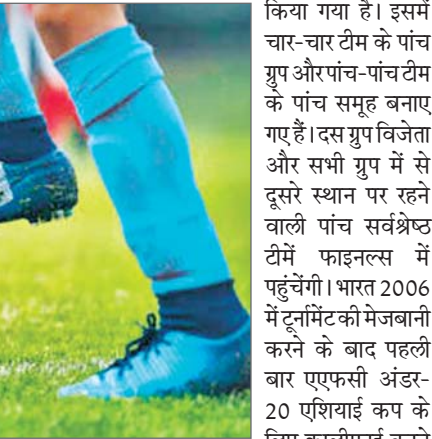 किया गया है। इसमें
चार-चार टीम के पांच
ग्रुप और पांच-पांच टीम
के पांच समूह बनाए
गए हैं। दस ग्रुप विजेता
और सभी ग्रुप में से
दूसरे स्थान पर रहने
वाली पांच सर्वश्रेष्ठ
टीमें फाइनल्स में
पहुंचेंगी। भारत 2006
में टूर्नामेंट की मेजबानी
करने के बाद पहली
बार एएफसी अंडर-
20 एशियाई कप के